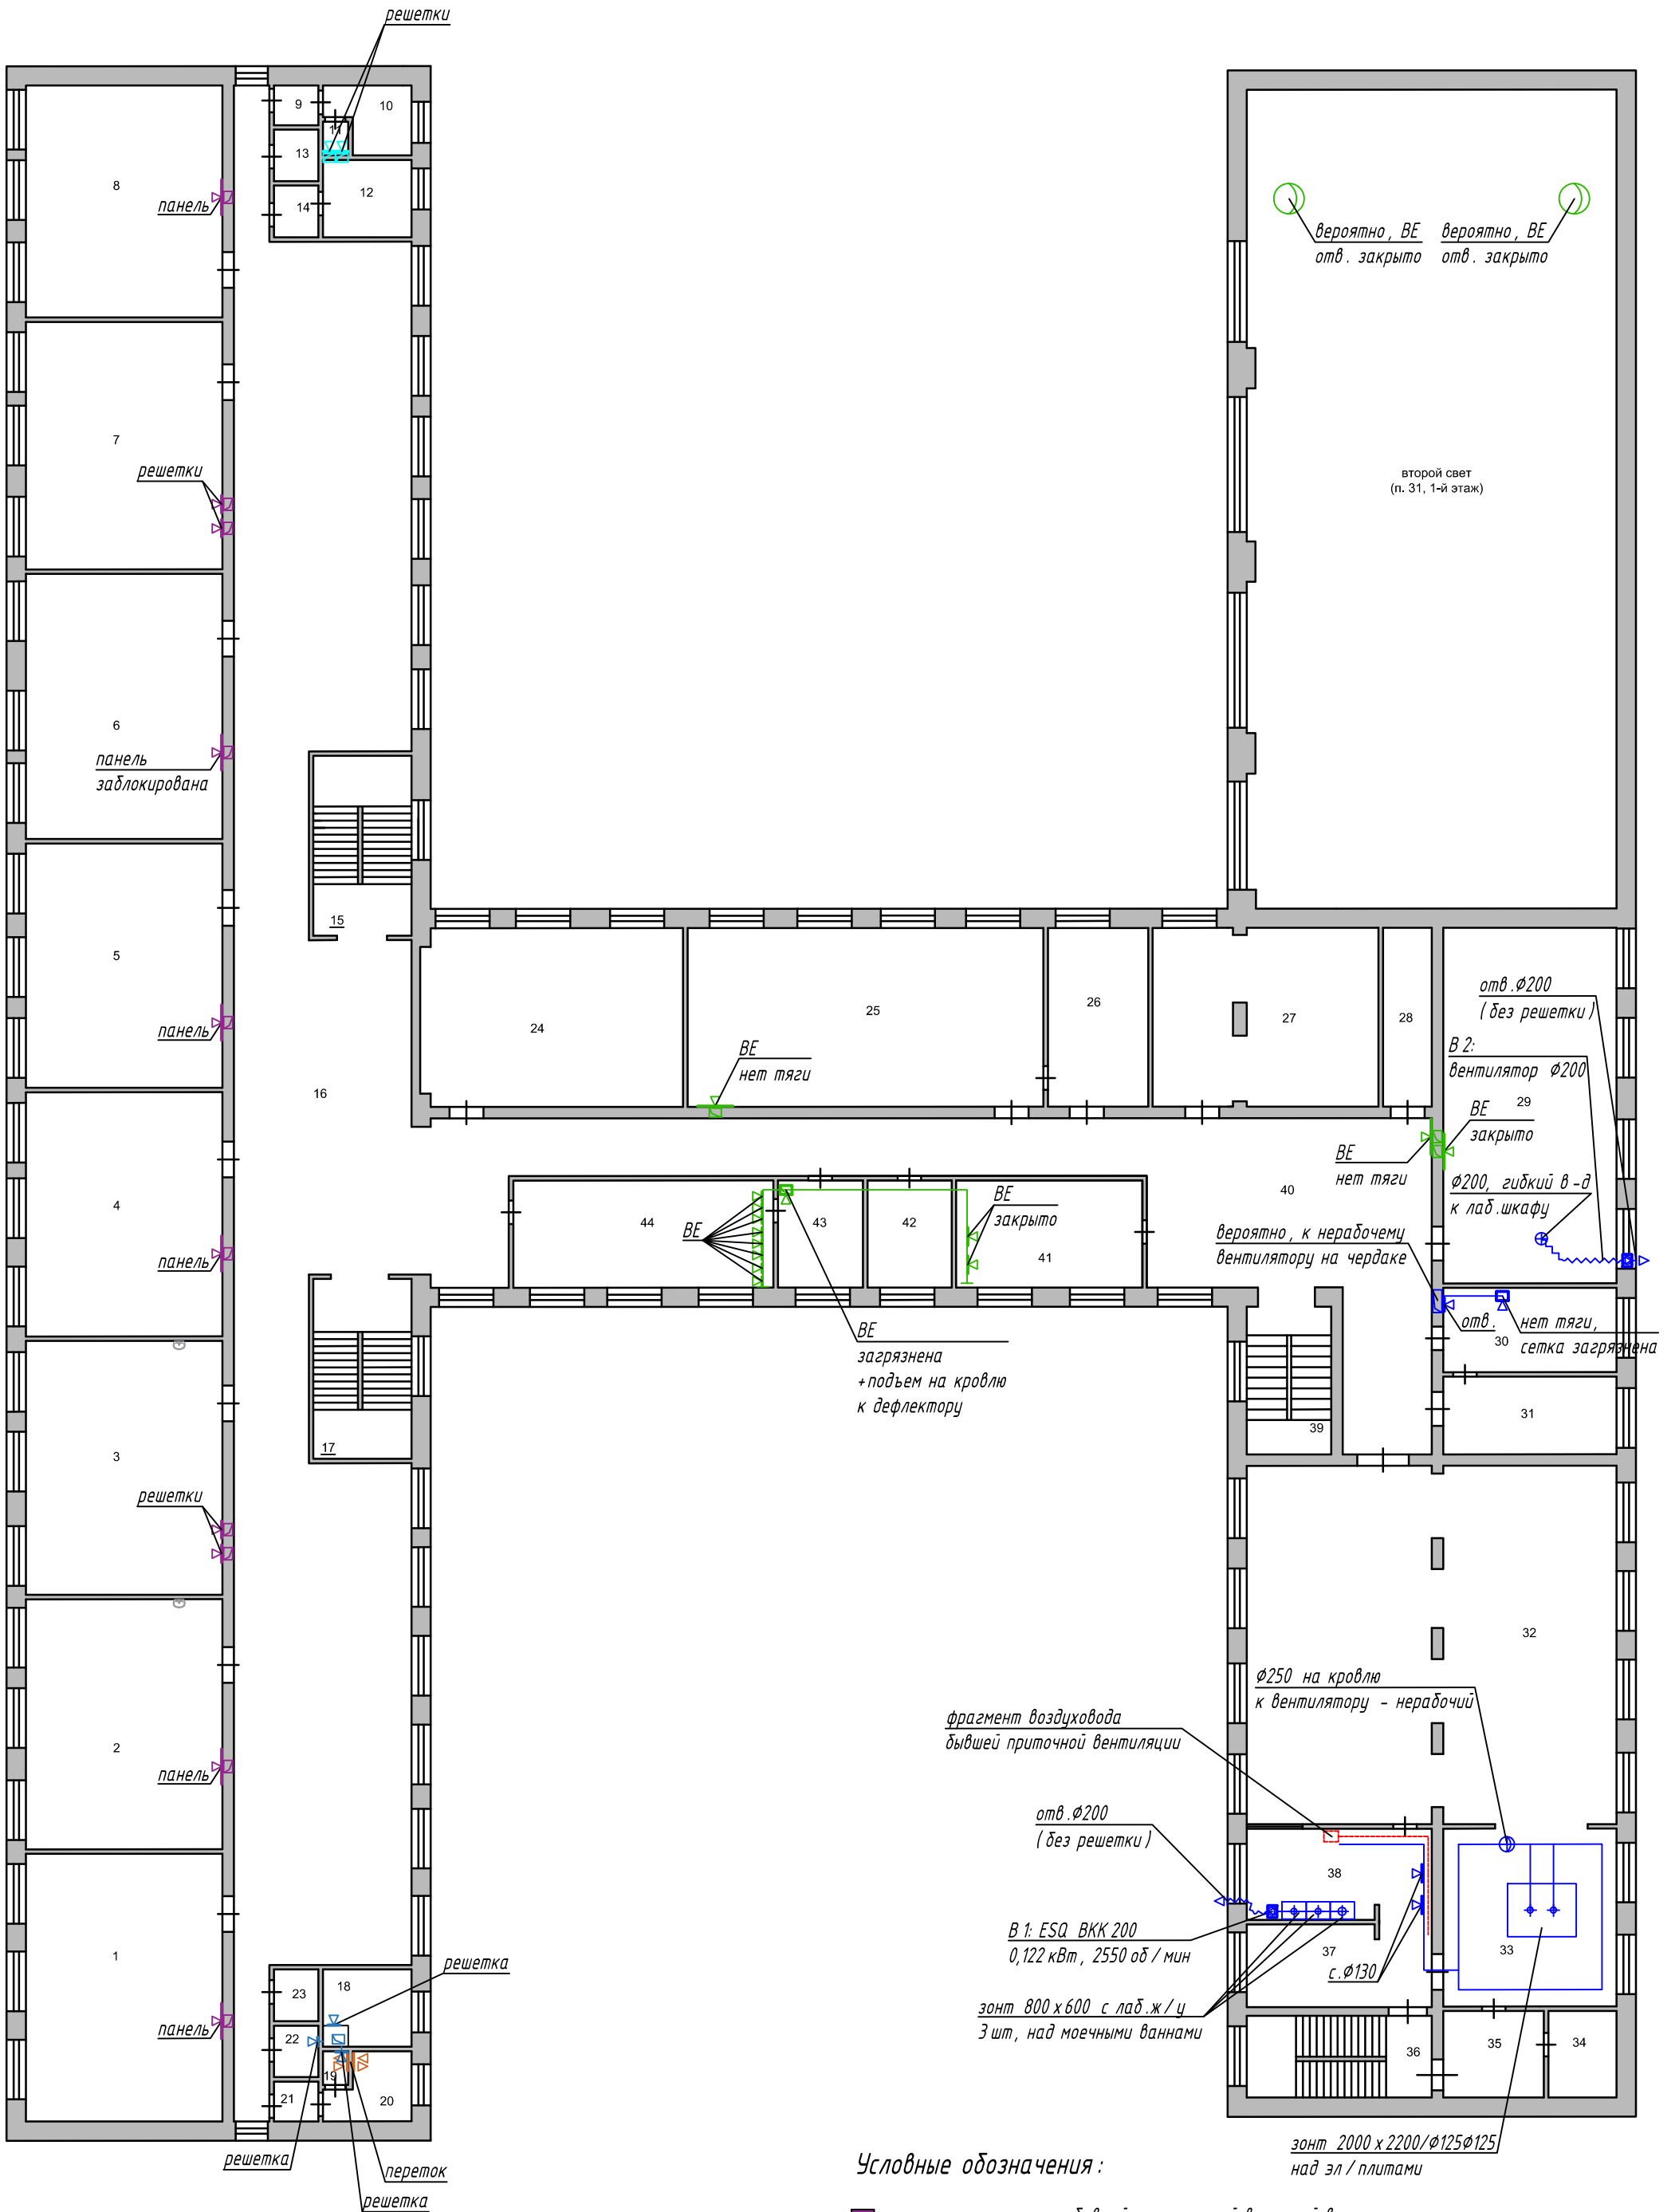 решетки
9
10
11
13
12
14
8
панель
вероятно, ВЕ
отв. закрыто
вероятно, ВЕ
отв. закрыто
7
решетки
второй свет
(п. 31, 1-й этаж)
6
панель
заблокирована
15
5
панель
16
24
25
26
27
28
ВЕ
нет тяги
отв.Ф200
(без решетки)
В 2:
вентилятор Ф200
29
ВЕ
закрыто
ВЕ
нет тяги
Ф200, гибкий в-д
к лаб.шкафу
4
панель
44
ВЕ
43
42
ВЕ
закрыто
41
40
вероятно, к нерабочему
вентилятору на чердаке
отв.
30
нет тяги,
сетка загрязнена
ВЕ
загрязнена
+подъем на кровлю
к дефлектору
17
3
решетки
39
31
32
2
панель
Ф250 на кровлю
к вентилятору - нерабочий
фрагмент воздуховода
бывшей приточной вентиляции
отв.Ф200
(без решетки)
38
В 1: ESQ ВКК 200
0,122 кВт, 2550 об/мин
37
с.Ф130
33
зонт 800х600 с лаб.ж/ц
3 шт, над моечными ваннами
1
панель
решетка
23
18
22
19
21
20
36
35
34
решетка
переток
решетка
зонт 2000х2200/Ф125Ф125
над эл/плитами
Условные обозначения: